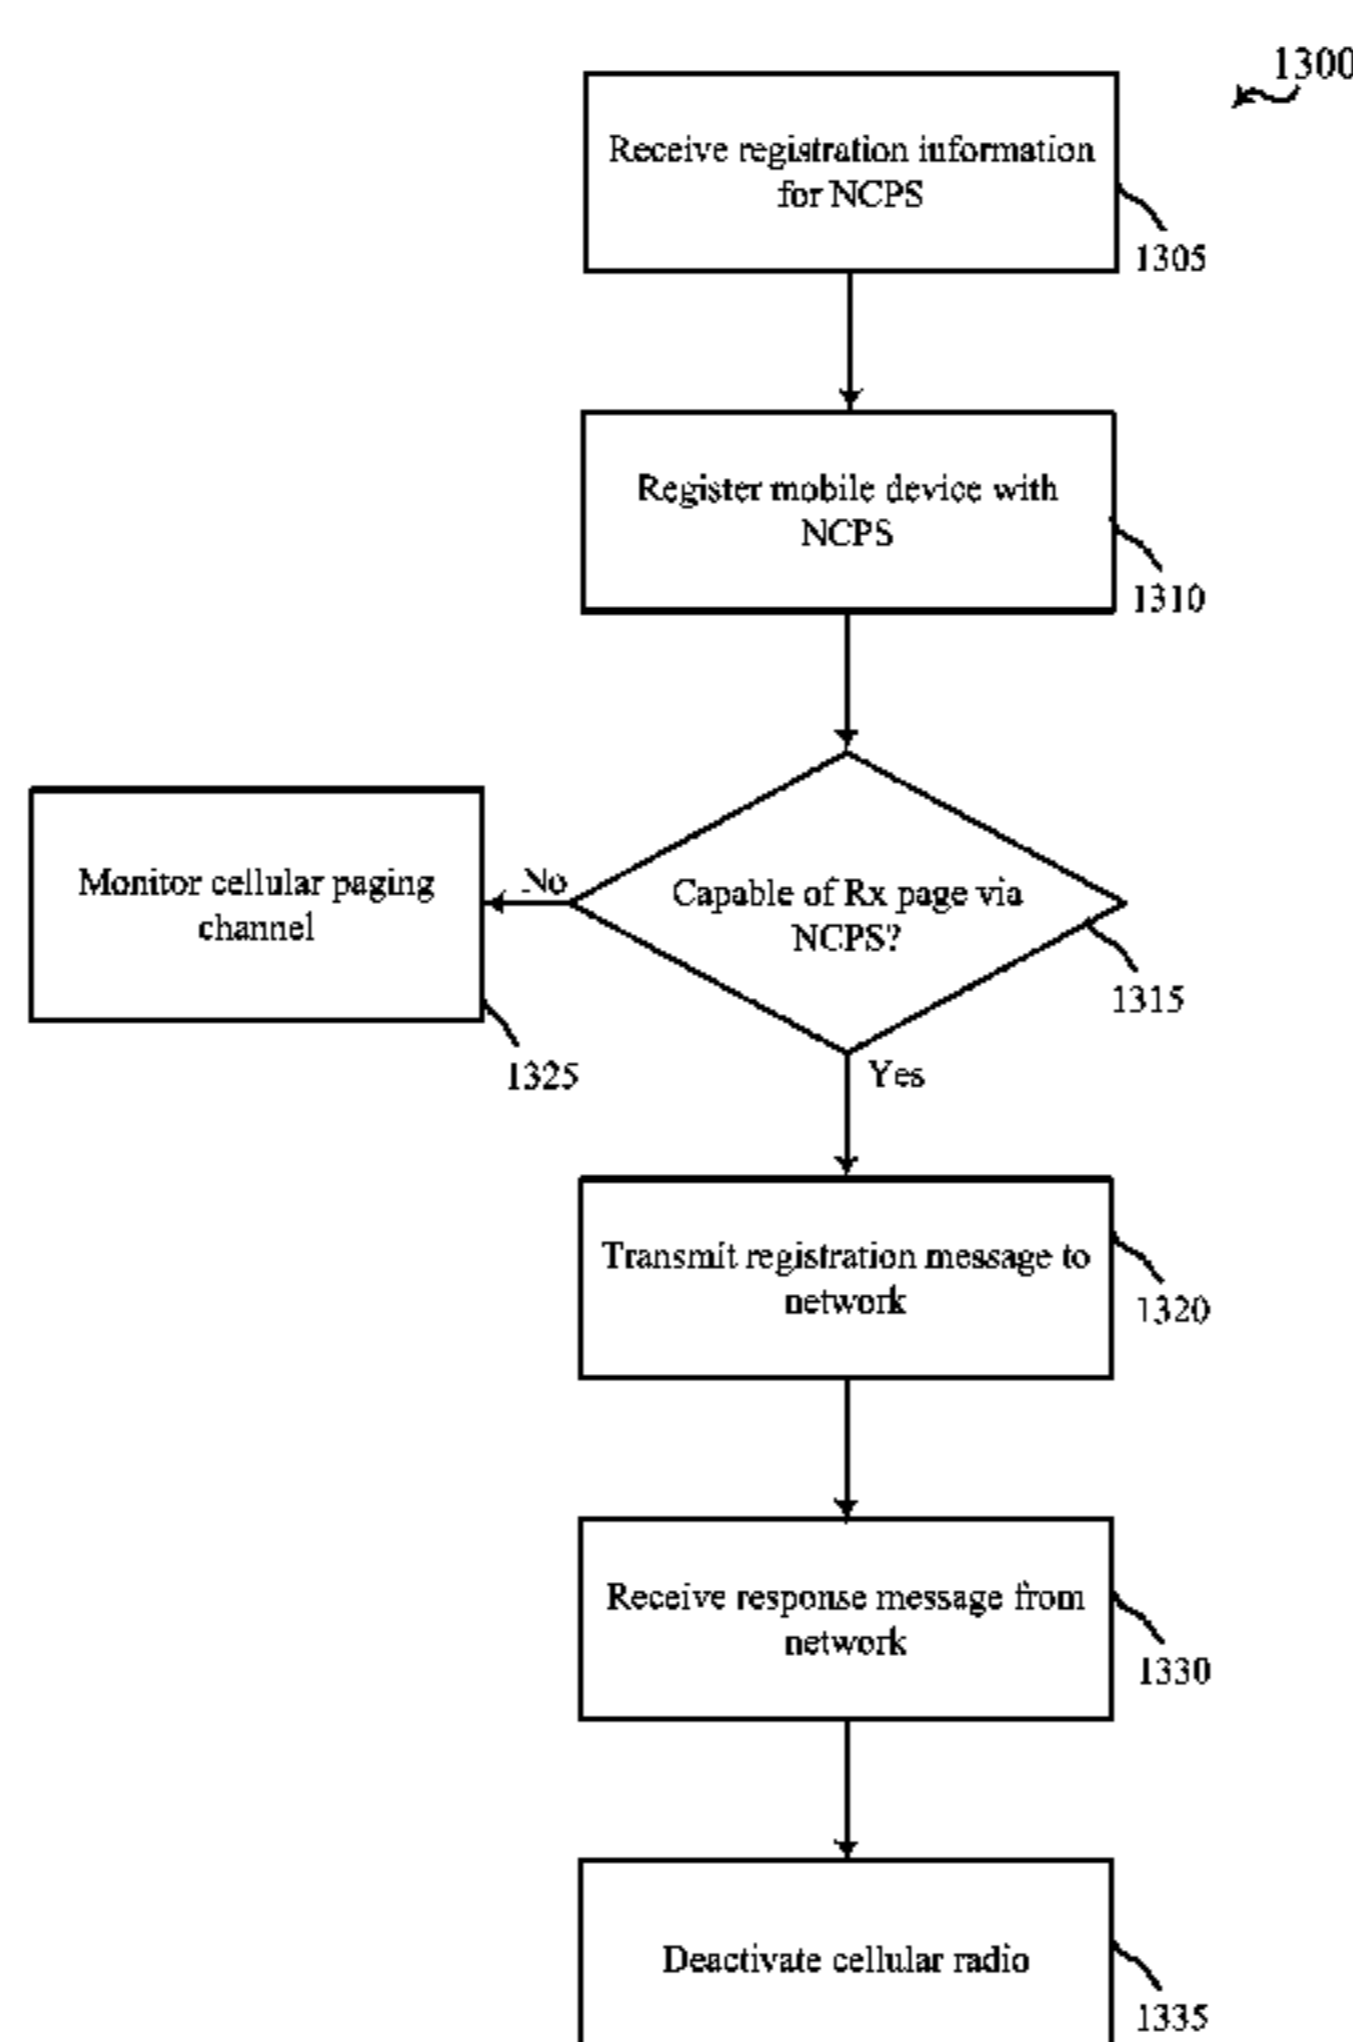 1300
Receive registration information
for NCPS
1305
Register mobile device with
NCPS
1310
Capable of Rx page via
NCPS?
1315
No
Monitor cellular paging
channel
1325
Yes
Transmit registration message to
network
1320
Receive response message from
network
1330
Deactivate cellular radio
1335